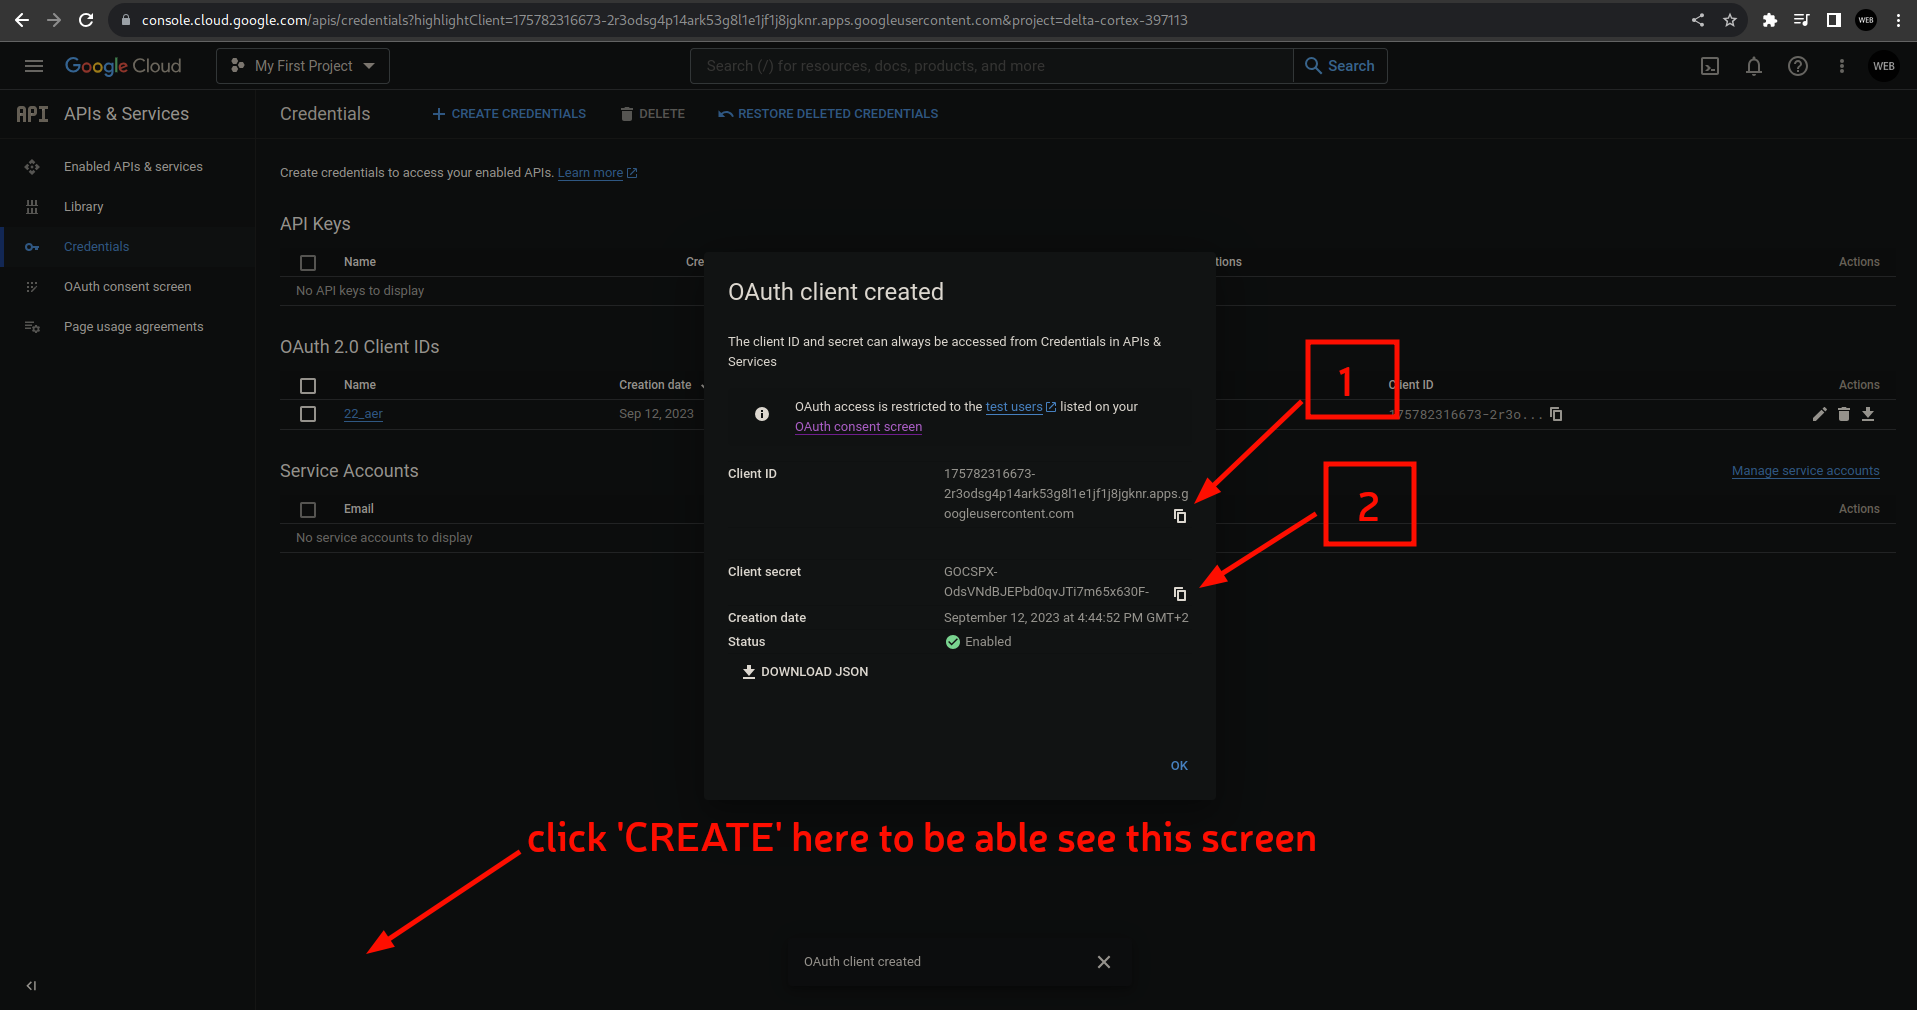 console.cloud.google.com/apis/credentials?highlightClient=175782316673-2r3odsg4p14ark53g8l1e1jf1j8jgknr.apps.googleusercontent.com&project=delta-cortex-397113
WEB
Google Cloud
My First Project
Search (/) for resources, docs, products, and more
Search
WEB
API APIs & Services
Credentials
CREATE CREDENTIALS
DELETE
RESTORE DELETED CREDENTIALS
Enabled APIs & services
Library
Credentials
OAuth consent screen
Page usage agreements
Create credentials to access your enabled APIs. Learn more
API Keys
Name
Cre
tions
Actions
No API keys to display
OAuth 2.0 Client IDs
Name
Creation date
Client ID
Actions
22_aer
Sep 12, 2023
175782316673-2r3o...
Service Accounts
Manage service accounts
Email
Actions
No service accounts to display
OAuth client created
The client ID and secret can always be accessed from Credentials in APIs &
Services
OAuth access is restricted to the test users listed on your
OAuth consent screen
Client ID
175782316673-
2r3odsg4p14ark53g8l1e1jf1j8jgknr.apps.g
oogleusercontent.com
Client secret
GOCSPX-
OdsVNdBJEPbd0qvJTi7m65x630F-
Creation date
September 12, 2023 at 4:44:52 PM GMT+2
Status
Enabled
DOWNLOAD JSON
OK
1
2
click 'CREATE' here to be able see this screen
OAuth client created